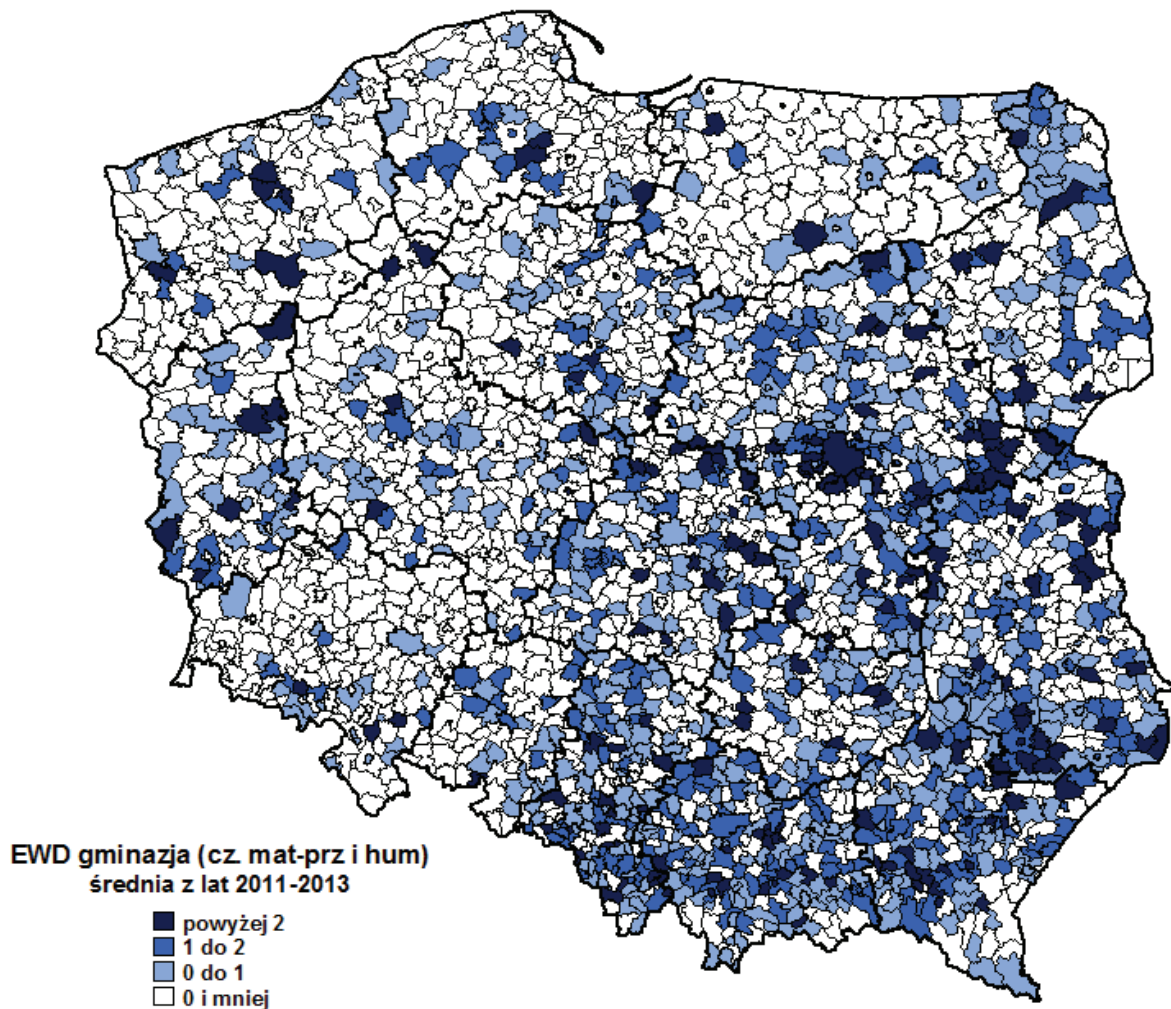 EWD gminazja (cz. mat-prz i hum)
średnia z lat 2011-2013
powyżej 2
1 do 2
0 do 1
0 i mniej